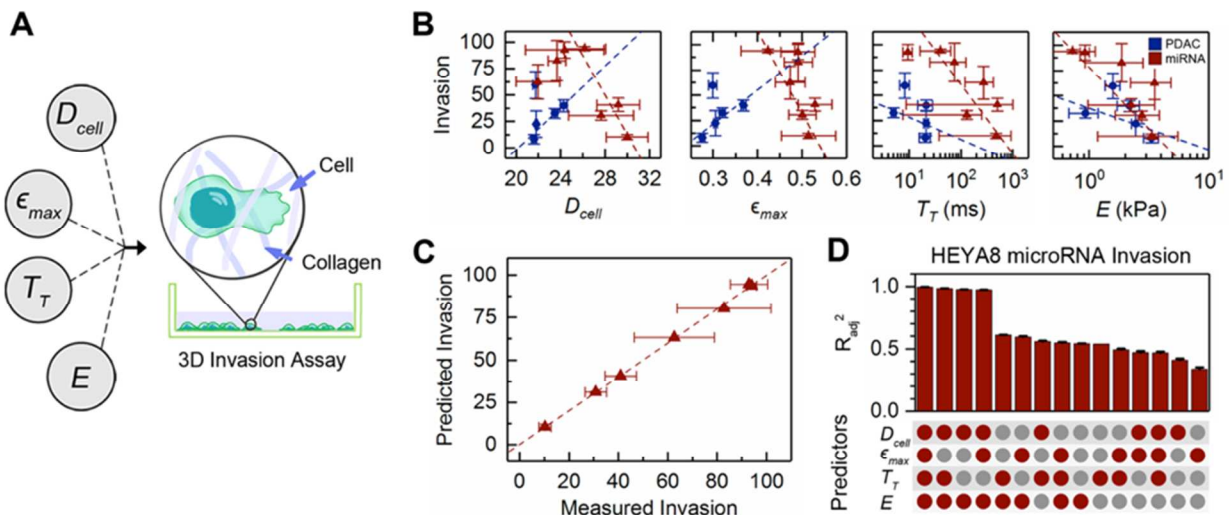 A
D_cell
ϵ_max
T_T
E
Cell
Collagen
3D Invasion Assay
B
Invasion
100
75
50
25
0
20 24 28 32
D_cell
0.3 0.4 0.5 0.6
ϵ_max
10^1 10^2 10^3
T_T (ms)
PDAC
miRNA
10^0 10^1
E (kPa)
C
Predicted Invasion
100
75
50
25
0
0 20 40 60 80 100
Measured Invasion
D
HEYA8 microRNA Invasion
R_adj^2
1.0
0.5
0.0
Predictors
D_cell
ϵ_max
T_T
E